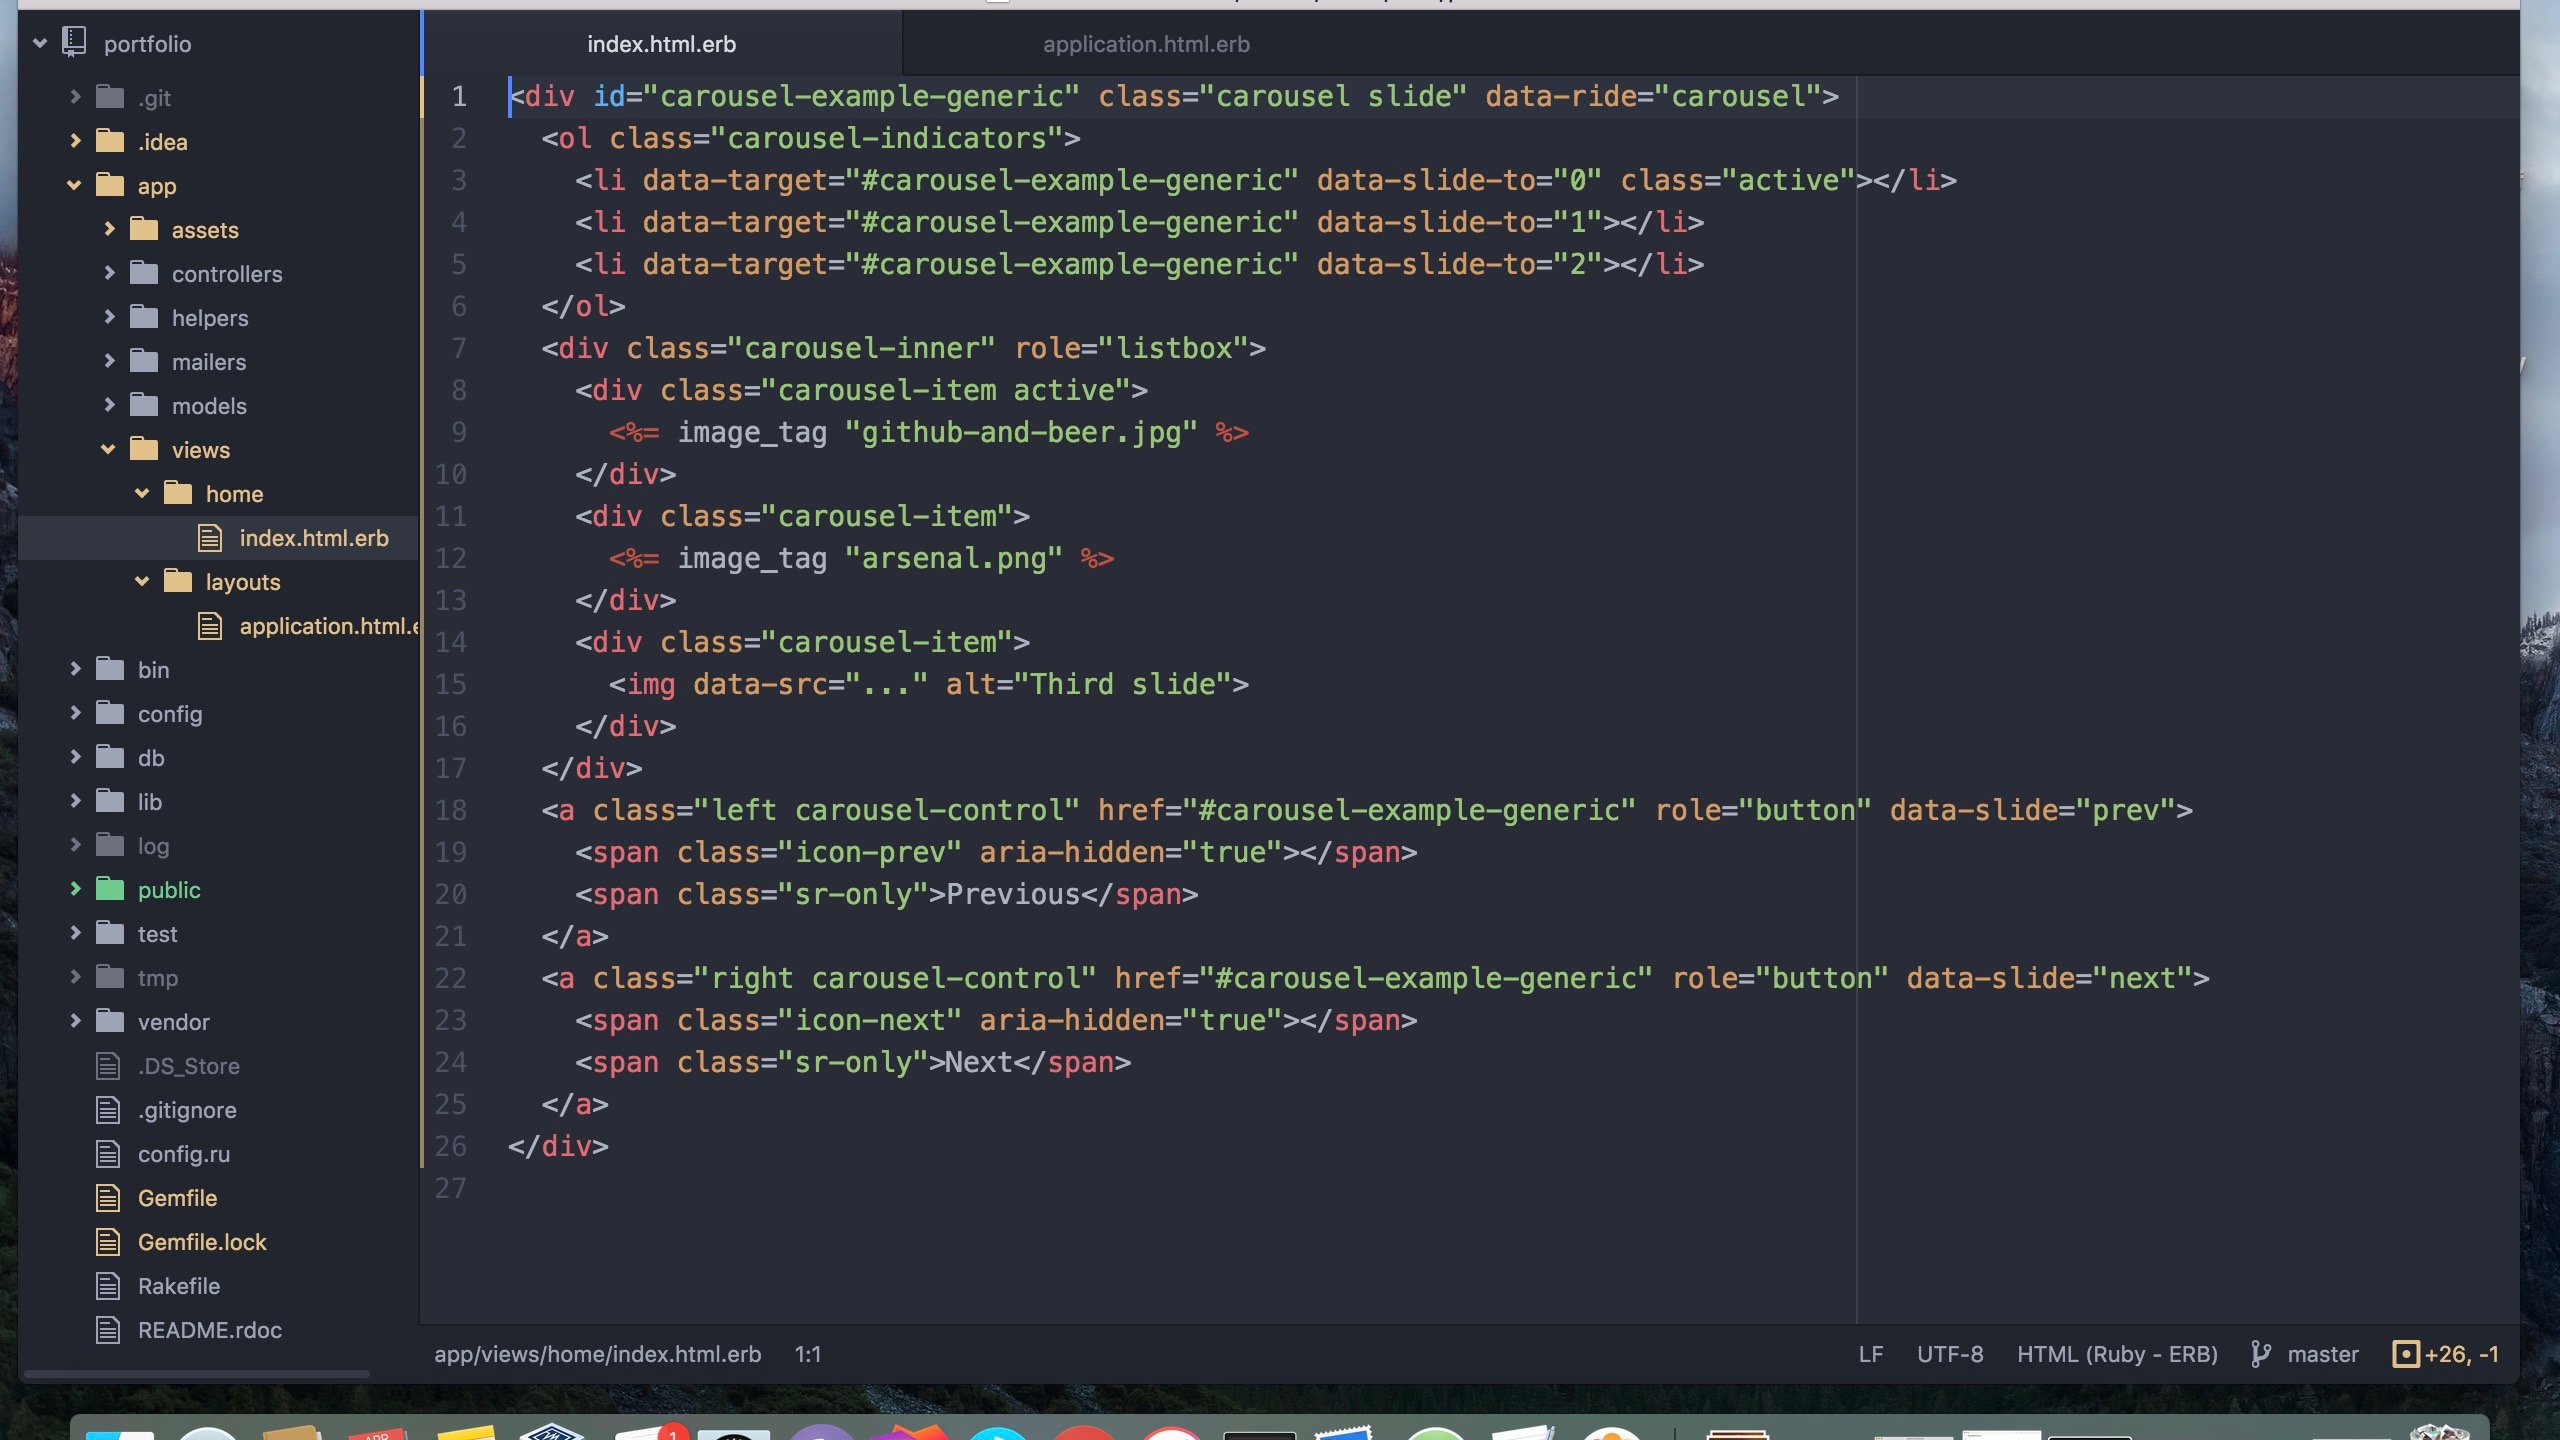 portfolio
.git
.idea
app
assets
controllers
helpers
mailers
models
views
home
index.html.erb
layouts
application.html.e
bin
config
db
lib
log
public
test
tmp
vendor
.DS_Store
.gitignore
config.ru
Gemfile
Gemfile.lock
Rakefile
README.rdoc
index.html.erb application.html.erb
1 <div id="carousel-example-generic" class="carousel slide" data-ride="carousel">
2 <ol class="carousel-indicators">
3 <li data-target="#carousel-example-generic" data-slide-to="0" class="active"></li>
4 <li data-target="#carousel-example-generic" data-slide-to="1"></li>
5 <li data-target="#carousel-example-generic" data-slide-to="2"></li>
6 </ol>
7 <div class="carousel-inner" role="listbox">
8 <div class="carousel-item active">
9 <%= image_tag "github-and-beer.jpg" %>
10 </div>
11 <div class="carousel-item">
12 <%= image_tag "arsenal.png" %>
13 </div>
14 <div class="carousel-item">
15 <img data-src="..." alt="Third slide">
16 </div>
17 </div>
18 <a class="left carousel-control" href="#carousel-example-generic" role="button" data-slide="prev">
19 <span class="icon-prev" aria-hidden="true"></span>
20 <span class="sr-only">Previous</span>
21 </a>
22 <a class="right carousel-control" href="#carousel-example-generic" role="button" data-slide="next">
23 <span class="icon-next" aria-hidden="true"></span>
24 <span class="sr-only">Next</span>
25 </a>
26 </div>
27
app/views/home/index.html.erb 1:1 LF UTF-8 HTML (Ruby - ERB) master +26, -1
APR 1